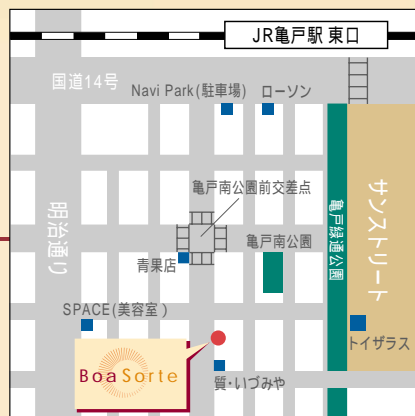 JR亀戸駅 東口
国道14号
Navi Park(駐車場)
ローソン
亀戸南公園前交差点
明治通り
亀戸緑道公園
サンストリート
亀戸南公園
青果店
SPACE(美容室)
トイザラス
BoaSorte
質・いづみや